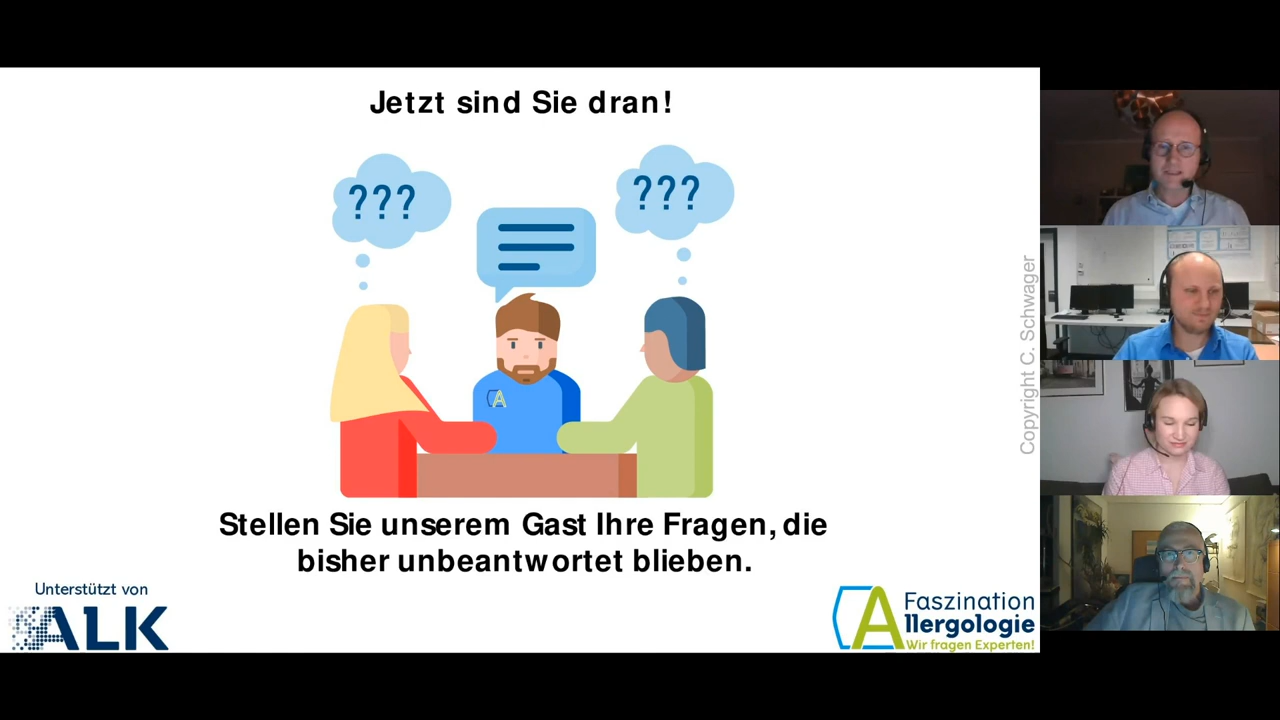 Jetzt sind Sie dran!
???
???
Stellen Sie unserem Gast Ihre Fragen, die
bisher unbeantwortet blieben.
Copyright C. Schwager
Unterstützt von
ALK
A
Faszination
Allergologie
Wir fragen Experten!